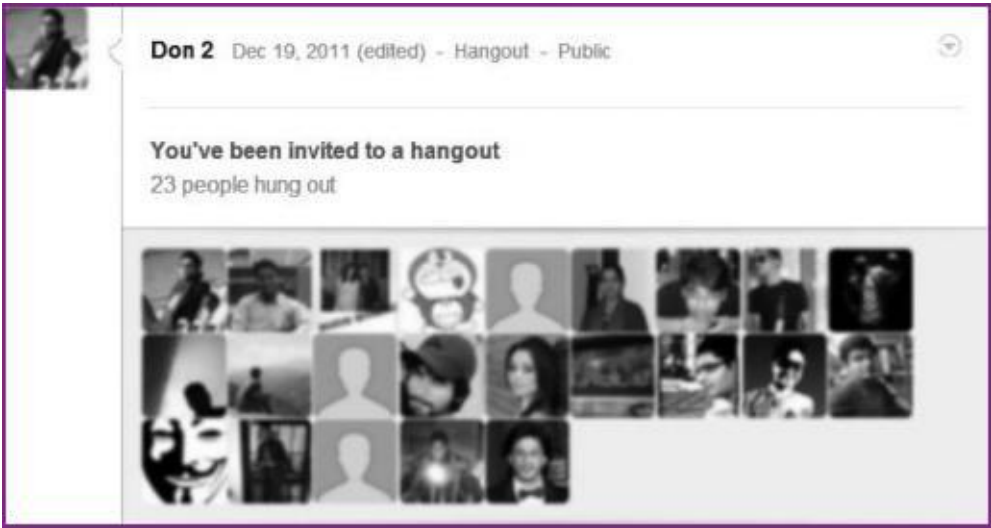 Don 2 Dec 19, 2011 (edited) - Hangout - Public
You've been invited to a hangout
23 people hung out